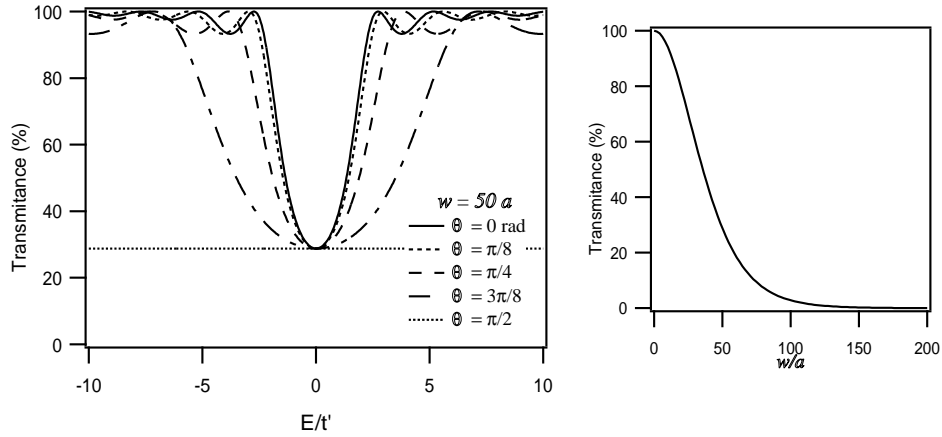 Transmitance (%)
100
80
60
40
20
0
-10
-5
0
5
10
E/t'
w = 50 a
Θ = 0 rad
Θ = π/8
Θ = π/4
Θ = 3π/8
Θ = π/2
Transmitance (%)
100
80
60
40
20
0
0
50
100
150
200
w/a